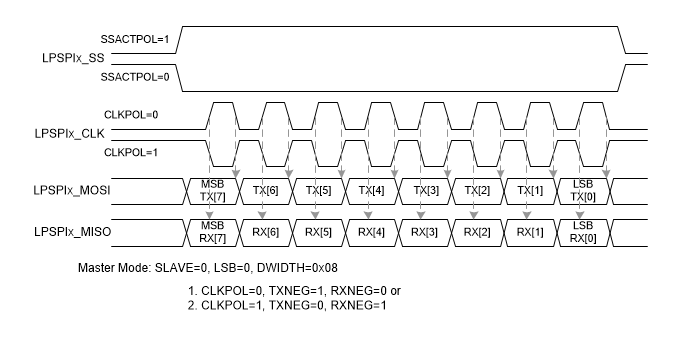 SSACTPOL=1
LPSPIx_SS
SSACTPOL=0
CLKPOL=0
LPSPIx_CLK
CLKPOL=1
LPSPIx_MOSI
MSB TX[7] TX[6] TX[5] TX[4] TX[3] TX[2] TX[1] LSB TX[0]
LPSPIx_MISO
MSB RX[7] RX[6] RX[5] RX[4] RX[3] RX[2] RX[1] LSB RX[0]
Master Mode: SLAVE=0, LSB=0, DWIDTH=0x08
1. CLKPOL=0, TXNEG=1, RXNEG=0 or
2. CLKPOL=1, TXNEG=0, RXNEG=1